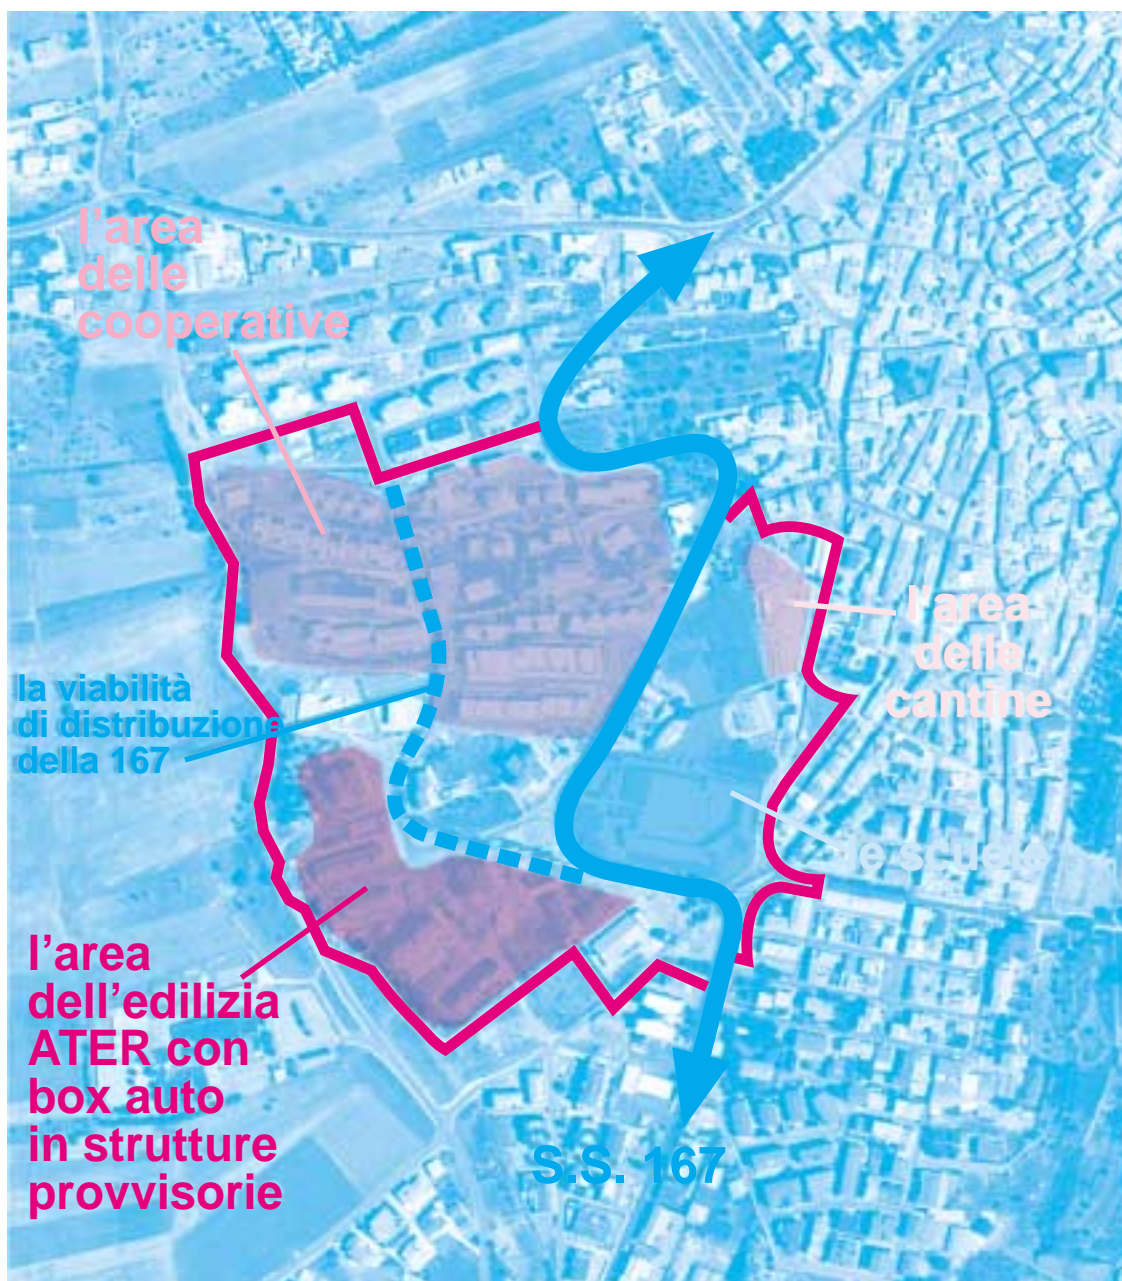 l’area
delle
cooperative
l’area
delle
cantine
la viabilità
di distribuzione
della 167
le scuole
l’area
dell’edilizia
ATER con
box auto
in strutture
provvisorie
S.S. 167